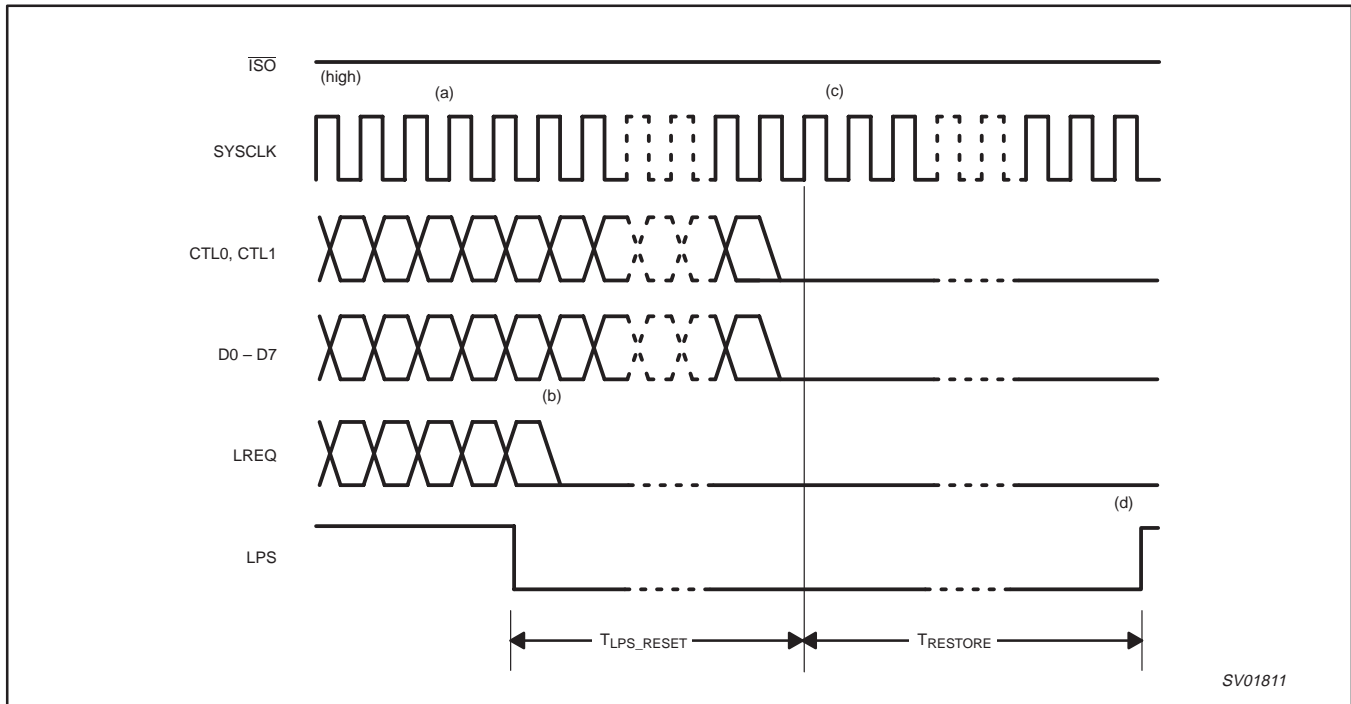 ISO
(high)
(a)
(c)
SYSCLK
CTL0, CTL1
D0 – D7
(b)
LREQ
(d)
LPS
TLPS_RESET
TRESTORE
SV01811